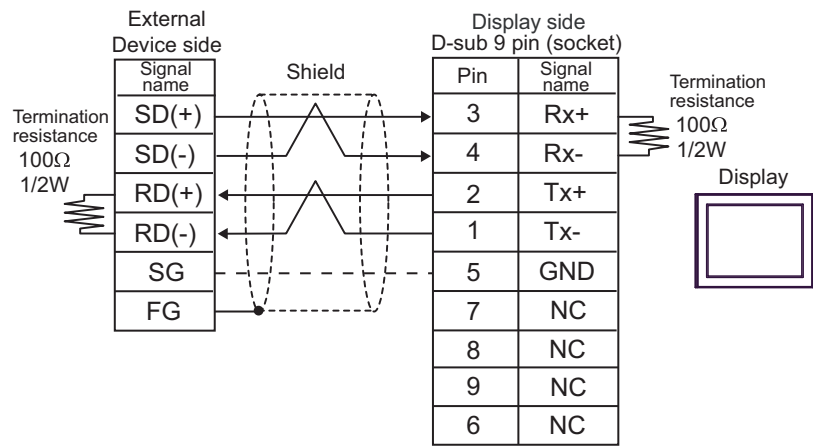 External
Device side
Display side
D-sub 9 pin (socket)
Signal
name
Shield
Pin
Signal
name
Termination
resistance
100Ω
1/2W
SD(+)
3
Rx+
Termination
resistance
100Ω
1/2W
SD(-)
4
Rx-
RD(+)
2
Tx+
Display
RD(-)
1
Tx-
SG
5
GND
FG
7
NC
8
NC
9
NC
6
NC